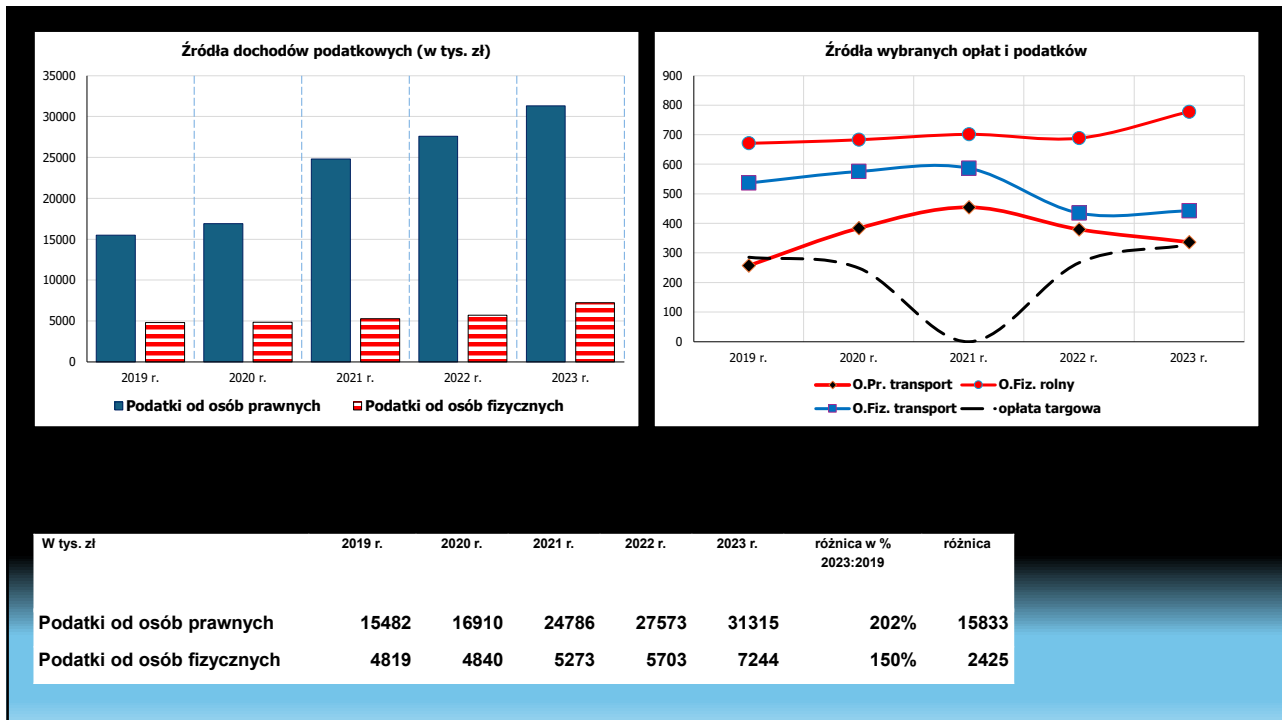 Źródła dochodów podatkowych (w tys. zł)
35000
30000
25000
20000
15000
10000
5000
0
2019 r. 2020 r. 2021 r. 2022 r. 2023 r.
Podatki od osób prawnych Podatki od osób fizycznych
Źródła wybranych opłat i podatków
900
800
700
600
500
400
300
200
100
0
2019 r. 2020 r. 2021 r. 2022 r. 2023 r.
O.Pr. transport O.Fiz. rolny
O.Fiz. transport opłata targowa
W tys. zł 2019 r. 2020 r. 2021 r. 2022 r. 2023 r. różnica w % różnica
2023:2019
Podatki od osób prawnych 15482 16910 24786 27573 31315 202% 15833
Podatki od osób fizycznych 4819 4840 5273 5703 7244 150% 2425